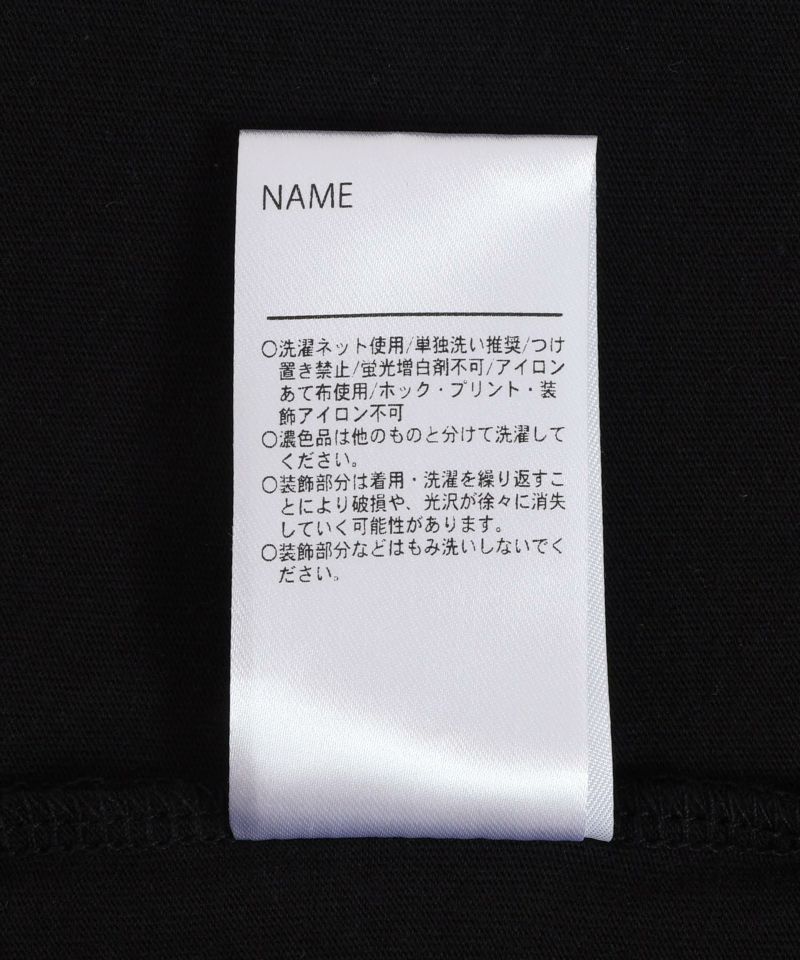 NAME
○洗濯ネット使用/単独洗い推奨/つけ
置き禁止/蛍光増白剤不可/アイロン
あて布使用/ホック・プリント・装
飾アイロン不可
○濃色品は他のものと分けて洗濯して
ください。
○装飾部分は着用・洗濯を繰り返すこ
とにより破損や、光沢が徐々に消失
していく可能性があります。
○装飾部分などはもみ洗いしないでく
ださい。